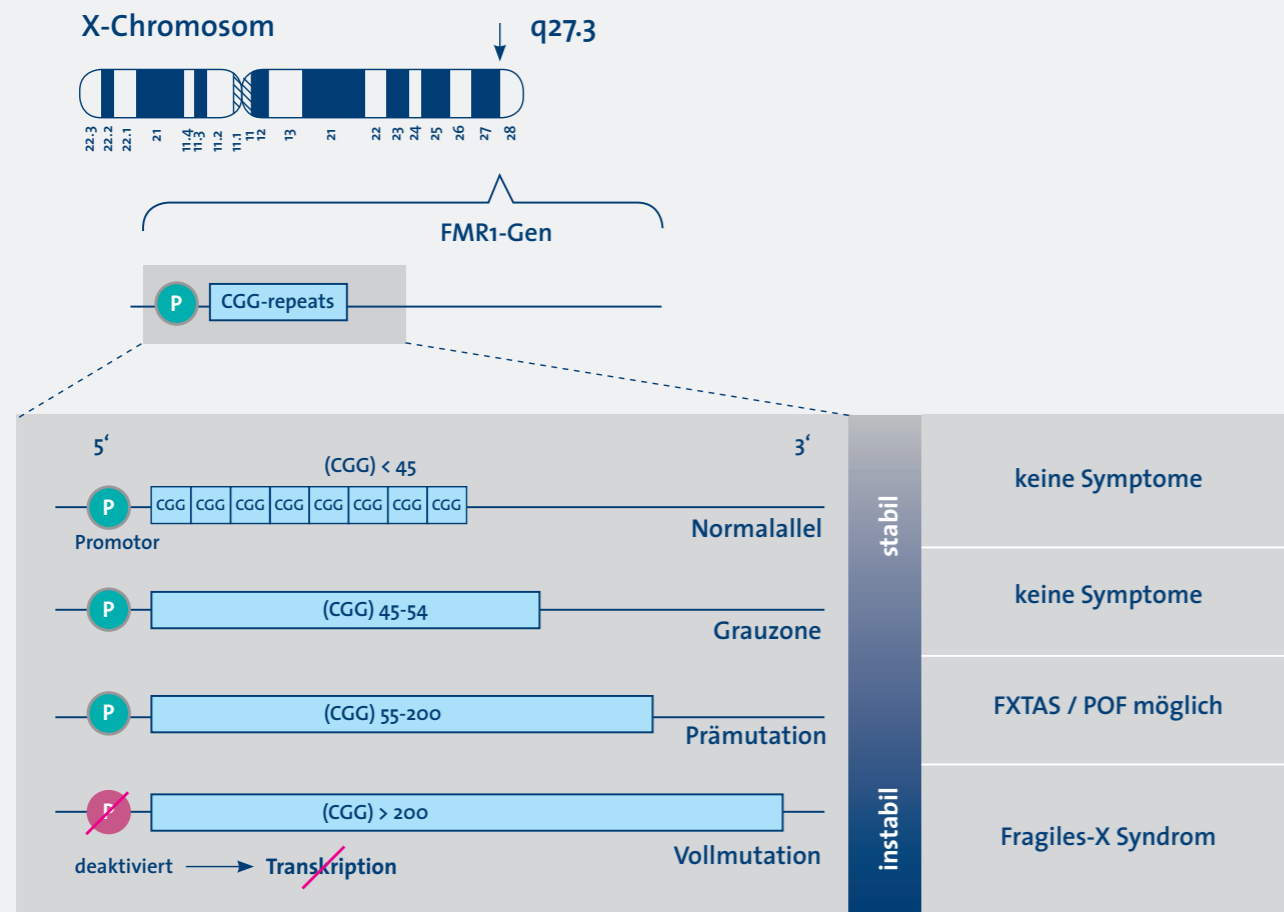 X-Chromosom
q27.3
22.3 22.2 22.1 21 11.4 11.3 11.2 11.1 11 12 13 21 22 23 24 25 26 27 28
FMR1-Gen
P CGG-repeats
5‘ 3‘
(CGG) < 45
P CGG CGG CGG CGG CGG CGG CGG CGG
Promotor
Normalallel
stabil
keine Symptome
P (CGG) 45-54
Grauzone
keine Symptome
P (CGG) 55-200
Prämutation
FXTAS / POF möglich
P (CGG) > 200
Vollmutation
deaktiviert Transkription
instabil
Fragiles-X Syndrom